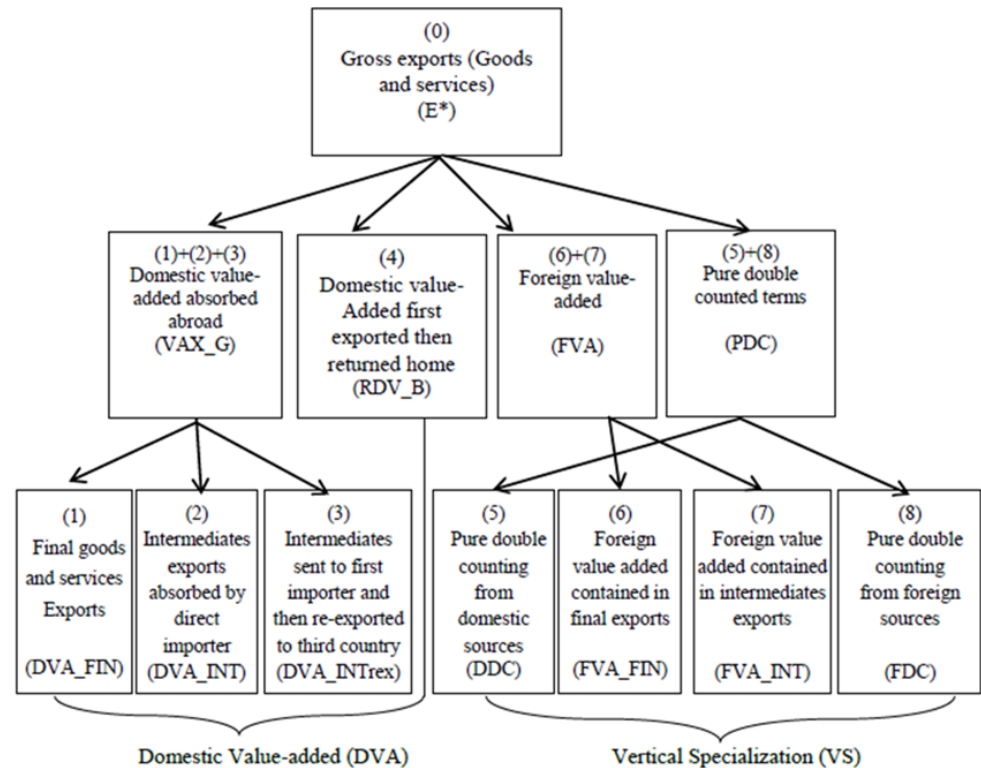 (0)
Gross exports (Goods
and services)
(E*)
(1)+(2)+(3)
Domestic value-
added absorbed
abroad
(VAX_G)
(4)
Domestic value-
Added first
exported then
returned home
(RDV_B)
(6)+(7)
Foreign value-
added
(FVA)
(5)+(8)
Pure double
counted terms
(PDC)
(1)
Final goods
and services
Exports
(DVA_FIN)
(2)
Intermediates
exports
absorbed by
direct
importer
(DVA_INT)
(3)
Intermediates
sent to first
importer and
then re-exported
to third country
(DVA_INTrex)
(5)
Pure double
counting
from
domestic
sources
(DDC)
(6)
Foreign
value added
contained in
final exports
(FVA_FIN)
(7)
Foreign value
added contained
in intermediates
exports
(FVA_INT)
(8)
Pure double
counting
from foreign
sources
(FDC)
Domestic Value-added (DVA)
Vertical Specialization (VS)